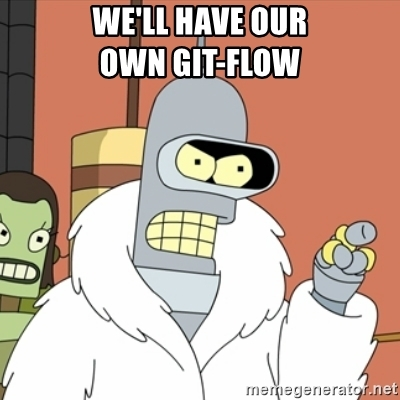 WE'LL HAVE OUR
OWN GIT-FLOW
memegenerator.net